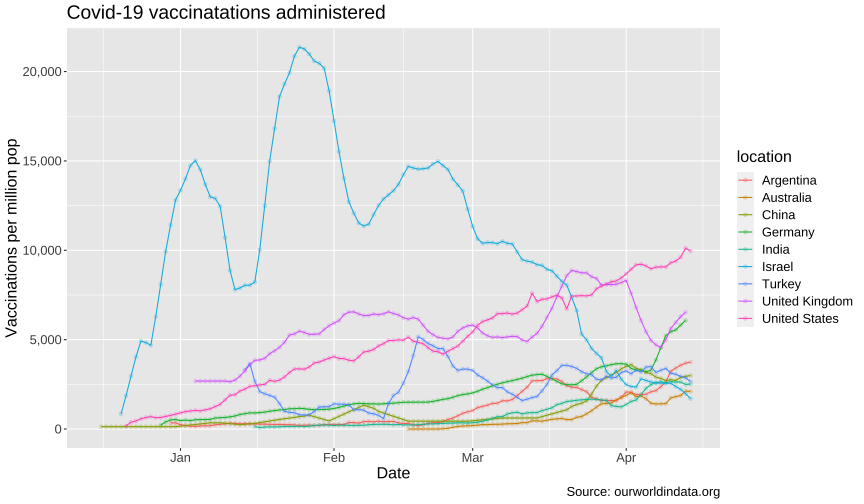 Covid-19 vaccinatations administered
Vaccinations per million pop
20,000
15,000
10,000
5,000
0
Jan
Feb
Mar
Apr
Date
location
Argentina
Australia
China
Germany
India
Israel
Turkey
United Kingdom
United States
Source: ourworldindata.org